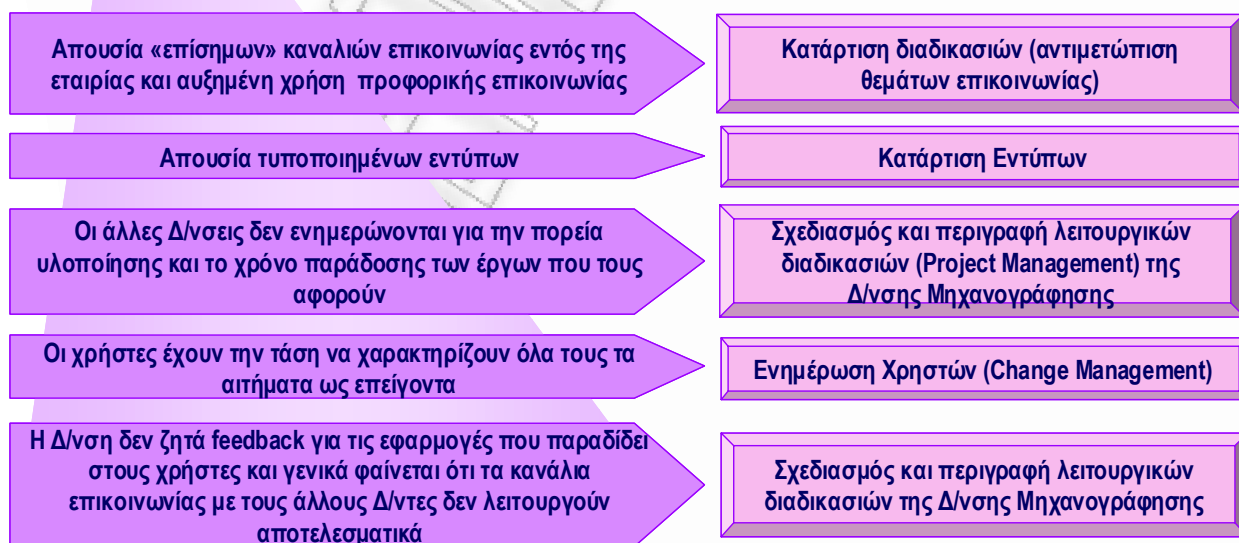 Απουσία «επίσημων» καναλιών επικοινωνίας εντός της
εταιρίας και αυξημένη χρήση προφορικής επικοινωνίας
Κατάρτιση διαδικασιών (αντιμετώπιση
θεμάτων επικοινωνίας)
Απουσία τυποποιημένων εντύπων
Κατάρτιση Εντύπων
Οι άλλες Δ/νσεις δεν ενημερώνονται για την πορεία
υλοποίησης και το χρόνο παράδοσης των έργων που τους
αφορούν
Σχεδιασμός και περιγραφή λειτουργικών
διαδικασιών (Project Management) της
Δ/νσης Μηχανογράφησης
Οι χρήστες έχουν την τάση να χαρακτηρίζουν όλα τους τα
αιτήματα ως επείγοντα
Ενημέρωση Χρηστών (Change Management)
Η Δ/νση δεν ζητά feedback για τις εφαρμογές που παραδίδει
στους χρήστες και γενικά φαίνεται ότι τα κανάλια
επικοινωνίας με τους άλλους Δ/ντες δεν λειτουργούν
αποτελεσματικά
Σχεδιασμός και περιγραφή λειτουργικών
διαδικασιών της Δ/νσης Μηχανογράφησης